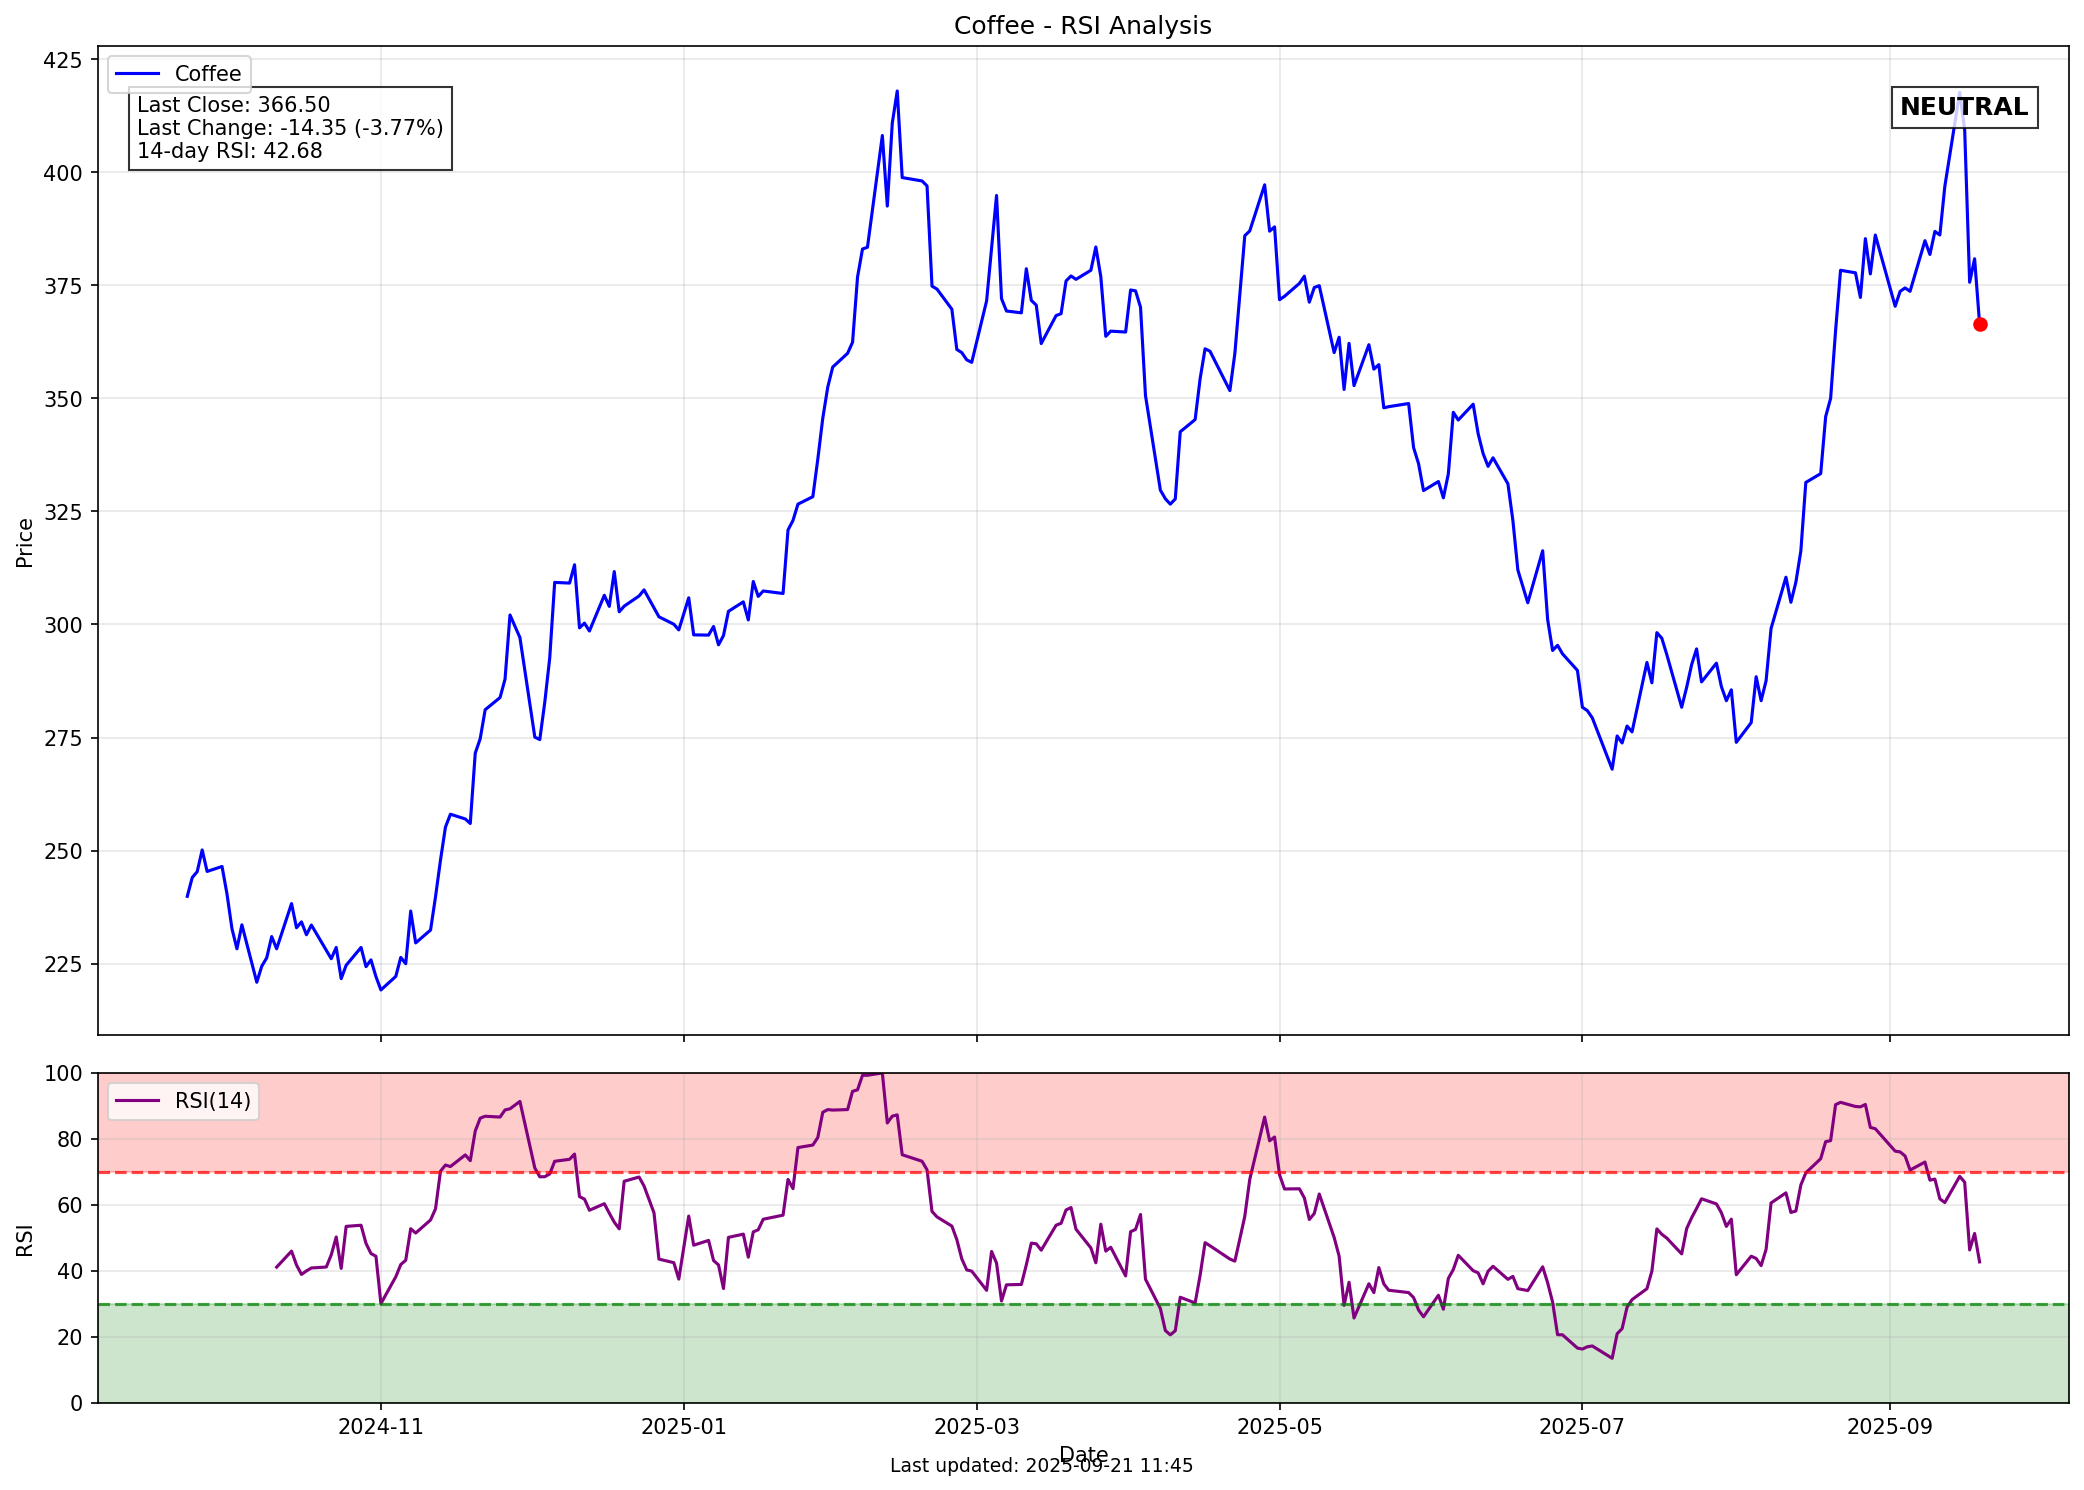 Coffee - RSI Analysis
425
Coffee
Last Close: 366.50
Last Change: -14.35 (-3.77%)
14-day RSI: 42.68
NEUTRAL
400
375
350
325
Price
300
275
250
225
100
RSI(14)
80
60
RSI
40
20
0
2024-11
2025-01
2025-03
2025-05
2025-07
2025-09
Date
Last updated: 2025-09-21 11:45